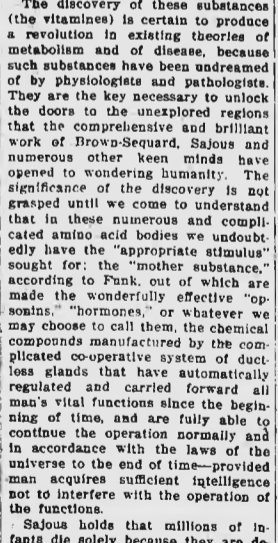 The discovery of these substances
(the vitamines) is certain to produce
a revolution in existing theories of
metabolism and of disease, because
such substances have been undreamed
of by physiologists and pathologists.
They are the key necessary to unlock
the doors to the unexplored regions
that the comprehensive and brilliant
work of Brown-Sequard, Sajous and
numerous other keen minds have
opened to wondering humanity. The
significance of the discovery is not
grasped until we come to understand
that in these numerous and compli-
cated amino acid bodies we undoubt-
edly have the "appropriate stimulus"
sought for; the "mother substance,"
according to Funk, out of which are
made the wonderfully effective "op-
sonins," "hormones," or whatever we
may choose to call them, the chemical
compounds manufactured by the com-
plicated co-operative system of duct-
less glands that have automatically
regulated and carried forward all
man's vital functions since the begin-
ning of time, and are fully able to
continue the operation normally and
in accordance with the laws of the
universe to the end of time—provided
man acquires sufficient intelligence
not to interfere with the operation of
the functions.
Sajous holds that millions of in-
fants die solely because they are de-